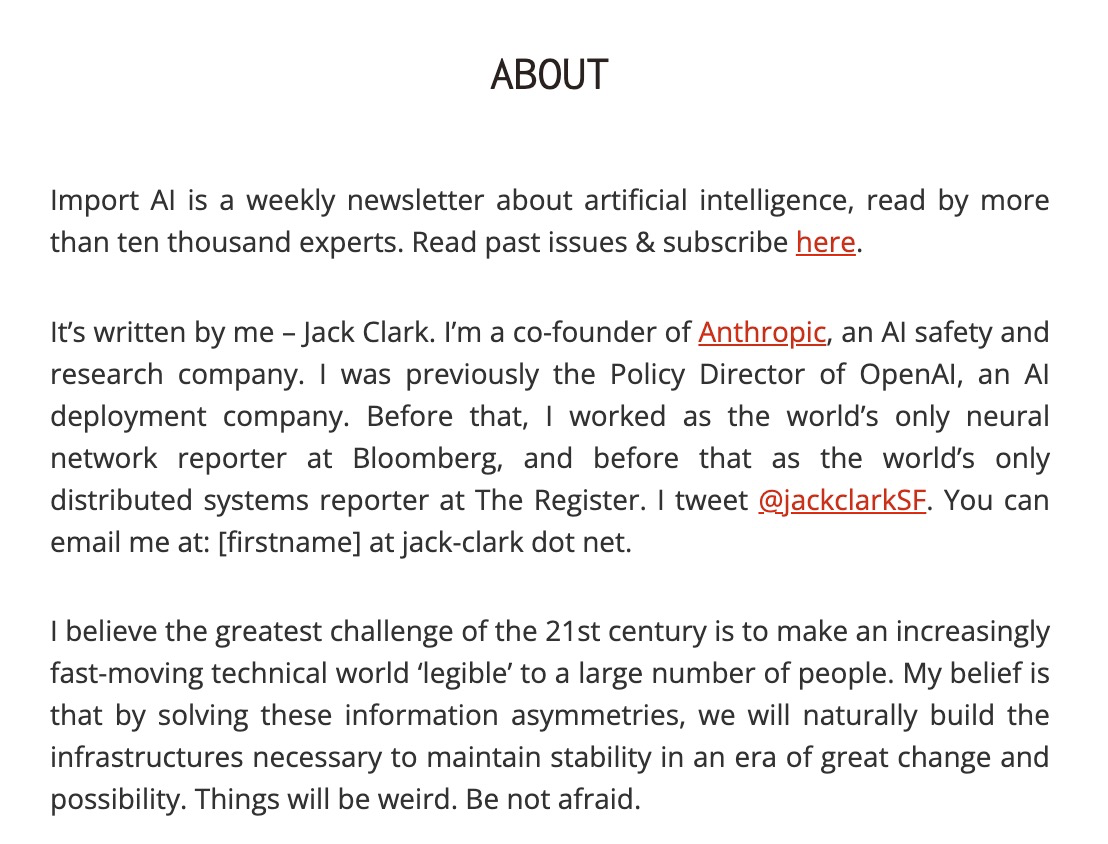 ABOUT
Import AI is a weekly newsletter about artificial intelligence, read by more
than ten thousand experts. Read past issues & subscribe here.
It’s written by me – Jack Clark. I’m a co-founder of Anthropic, an AI safety and
research company. I was previously the Policy Director of OpenAI, an AI
deployment company. Before that, I worked as the world’s only neural
network reporter at Bloomberg, and before that as the world’s only
distributed systems reporter at The Register. I tweet @jackclarkSF. You can
email me at: [firstname] at jack-clark dot net.
I believe the greatest challenge of the 21st century is to make an increasingly
fast-moving technical world ‘legible’ to a large number of people. My belief is
that by solving these information asymmetries, we will naturally build the
infrastructures necessary to maintain stability in an era of great change and
possibility. Things will be weird. Be not afraid.